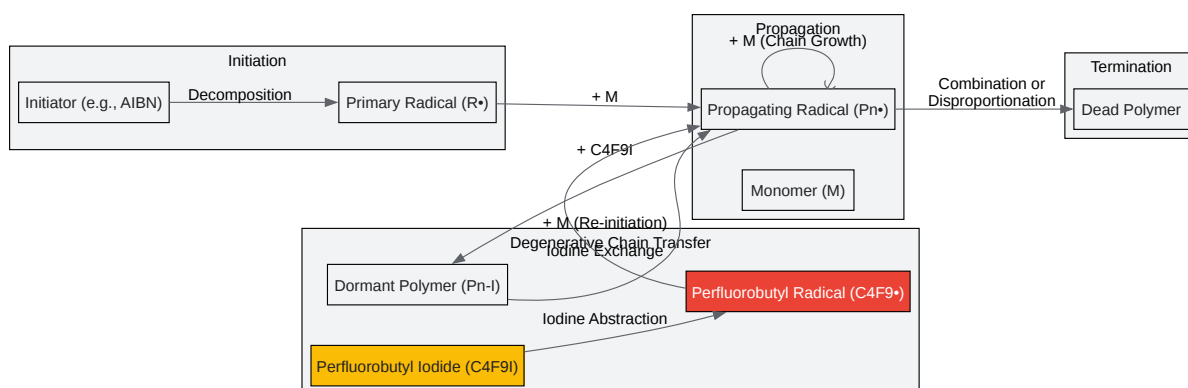 Propagation
+ M (Chain Growth)
Initiation
Termination
Initiator (e.g., AIBN)
Decomposition
Primary Radical (R•)
+ M
Propagating Radical (Pn•)
Combination or
Disproportionation
Dead Polymer
+ C4F9I
Monomer (M)
+ M (Re-initiation)
Degenerative Chain Transfer
Iodine Exchange
Dormant Polymer (Pn-I)
Perfluorobutyl Radical (C4F9•)
Iodine Abstraction
Perfluorobutyl Iodide (C4F9I)